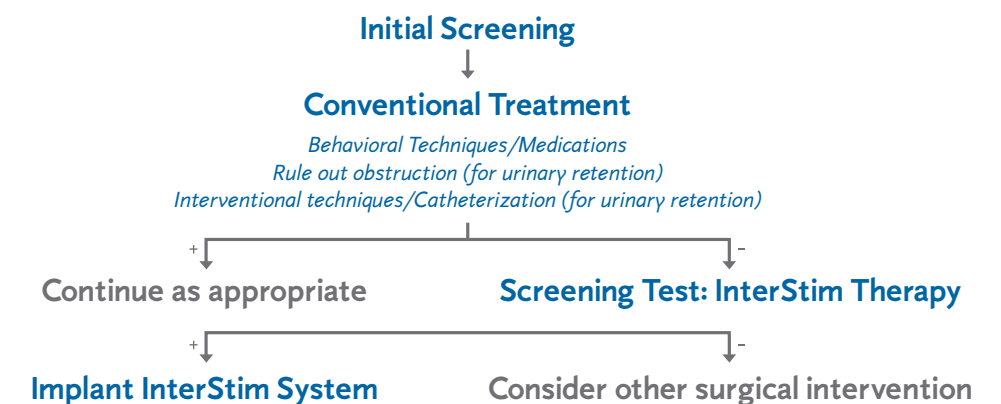 Initial Screening
Conventional Treatment
Behavioral Techniques/Medications
Rule out obstruction (for urinary retention)
Interventional techniques/Catheterization (for urinary retention)
+ –
Continue as appropriate Screening Test: InterStim Therapy
+ –
Implant InterStim System Consider other surgical intervention